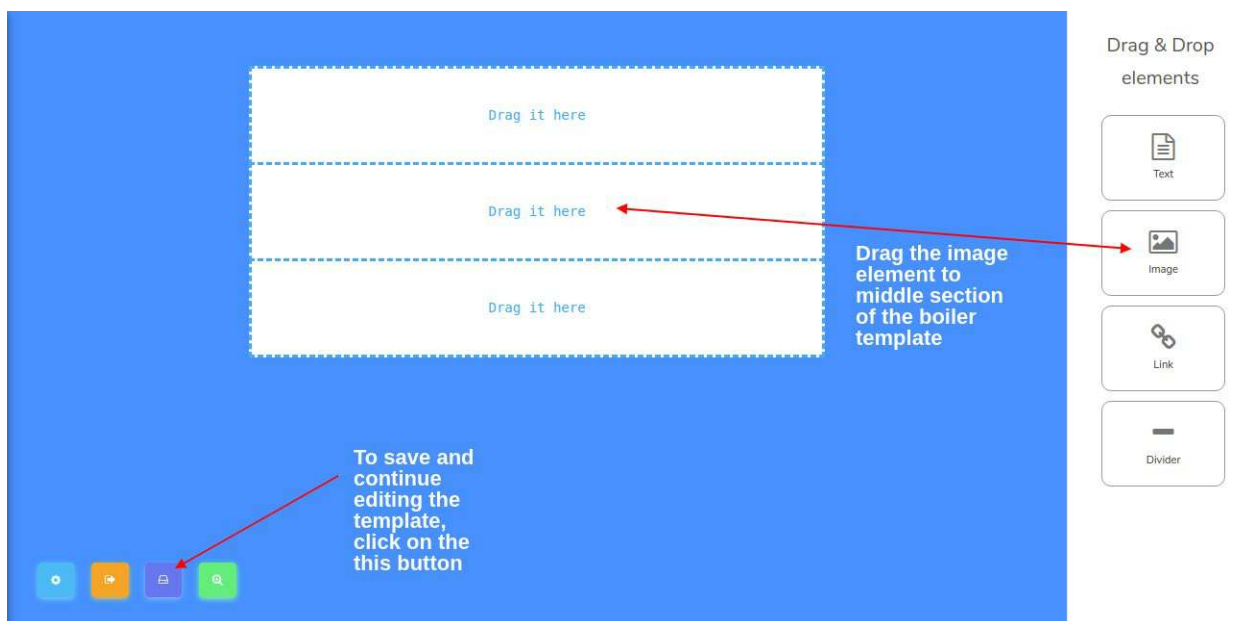 Drag & Drop
elements
Drag it here
Text
Drag it here
Image
Drag the image
element to
middle section
of the boiler
template
Drag it here
Link
Divider
To save and
continue
editing the
template,
click on the
this button